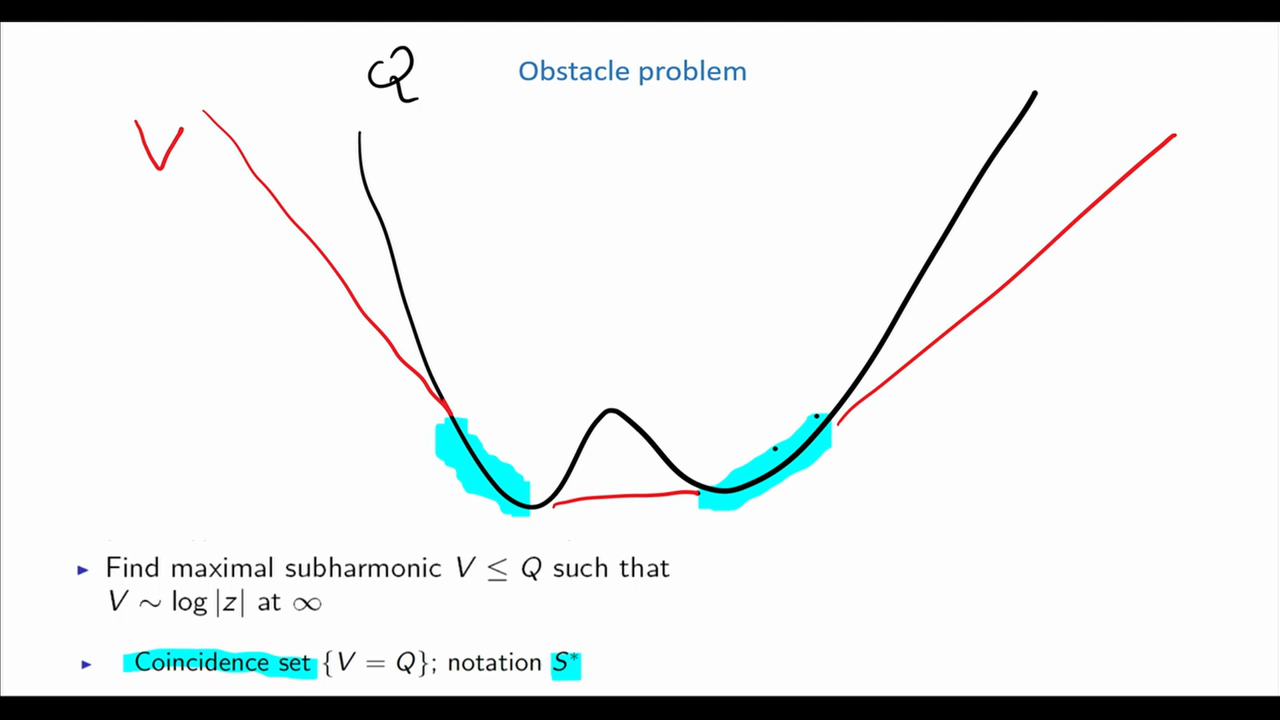 Q
Obstacle problem
V
▸ Find maximal subharmonic V ≤ Q such that
V ∼ log |z| at ∞
▸ Coincidence set {V = Q}; notation S*